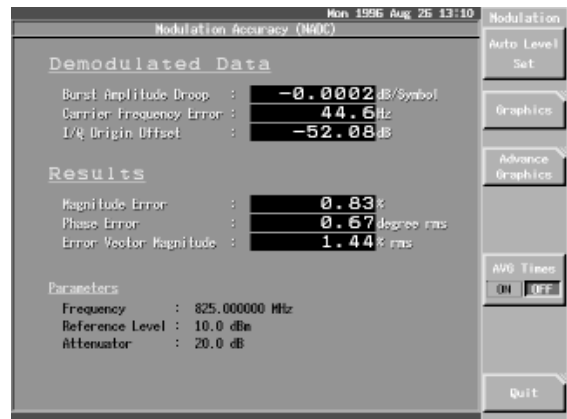 Mon 1996 Aug 26 13:10
Modulation Accuracy (NADC)
Demodulated Data
Burst Amplitude Droop : -0.0002 dB/Symbol
Carrier Frequency Error : 44.6 Hz
I/Q Origin Offset : -52.08 dB
Results
Magnitude Error : 0.83 %
Phase Error : 0.67 degree rms
Error Vector Magnitude : 1.44 % rms
Parameters
Frequency : 825.000000 MHz
Reference Level : 10.0 dBm
Attenuator : 20.0 dB
Modulation
Auto Level
Set
Graphics
Advance
Graphics
AVG Times
ON OFF
Quit